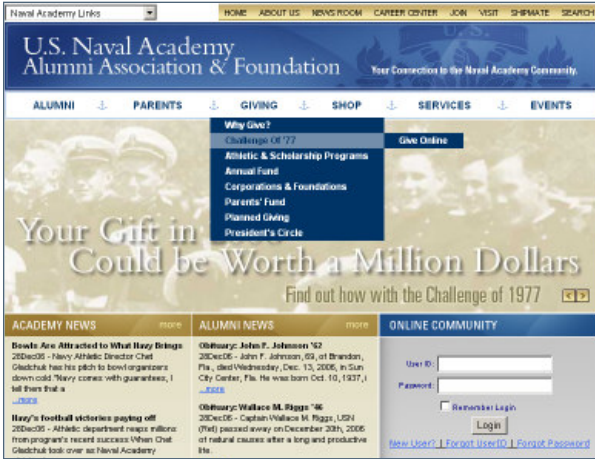 Naval Academy Links
HOME ABOUT US NEWS ROOM CAREER CENTER JOIN VISIT SHIPMATE SEARCH
U.S. Naval Academy
Alumni Association & Foundation
Your Connection to the Naval Academy Community.
ALUMNI PARENTS GIVING SHOP SERVICES EVENTS
Why Give?
Challenge Of '77
Give Online
Athletic & Scholarship Programs
Annual Fund
Corporations & Foundations
Parents' Fund
Planned Giving
President's Circle
Your Gift in
Could be Worth a Million Dollars
Find out how with the Challenge of 1977
ACADEMY NEWS more
Bowls Are Attracted to What Navy Brings
28Dec06 - Navy Athletic Director Chet
Gladchuk has his pitch to bowl organizers
down cold. "Navy comes with guarantees, I
tell them that a
...more
Navy's football victories paying off
28Dec06 - Athletic department reaps millions
from program's recent success When Chet
Gladchuk took over as Naval Academy
ALUMNI NEWS more
Obituary: John F. Johnson '62
28Dec06 - John F. Johnson, 69, of Brandon,
Fla., died Wednesday, Dec. 13, 2006, in Sun
City Center, Fla. He was born Oct. 10, 1937, i
...more
Obituary: Wallace M. Riggs '46
28Dec06 - Captain Wallace M. Riggs, USN
(Ret) passed away on December 20th, 2006
of natural causes after a long and productive
life.
ONLINE COMMUNITY
User ID:
Password:
Remember Login
Login
New User? | Forgot UserID | Forgot Password